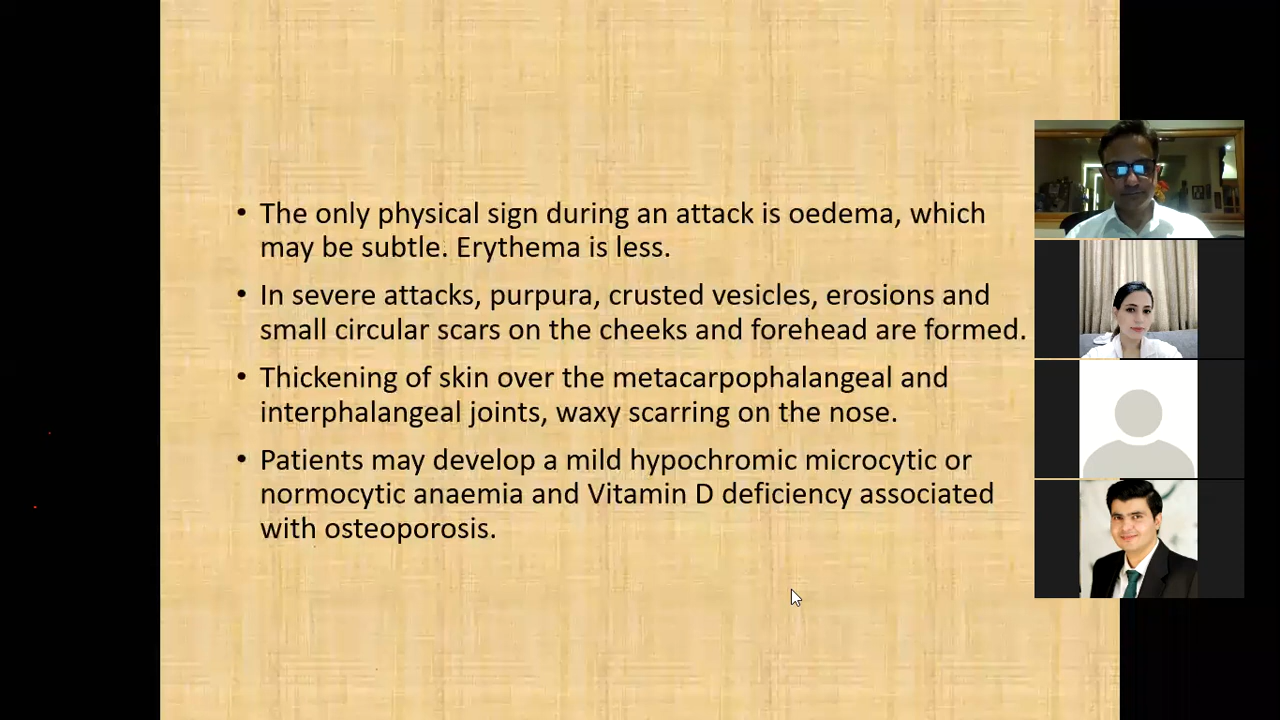 • The only physical sign during an attack is oedema, which
may be subtle. Erythema is less.
• In severe attacks, purpura, crusted vesicles, erosions and
small circular scars on the cheeks and forehead are formed.
• Thickening of skin over the metacarpophalangeal and
interphalangeal joints, waxy scarring on the nose.
• Patients may develop a mild hypochromic microcytic or
normocytic anaemia and Vitamin D deficiency associated
with osteoporosis.